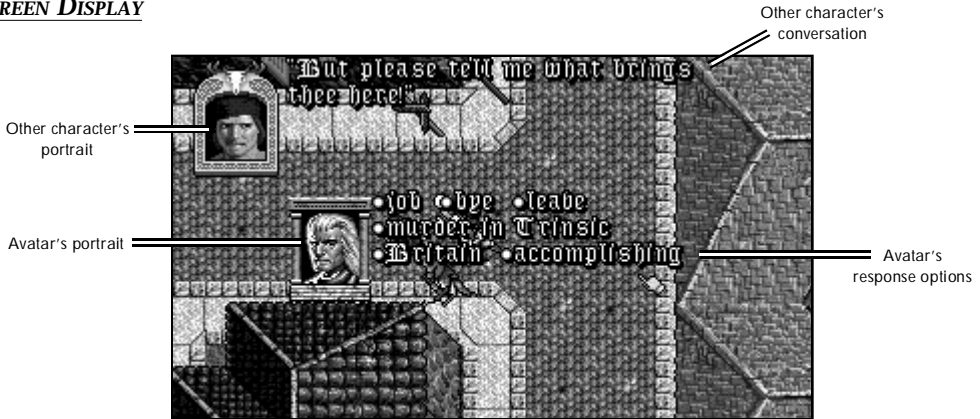 REEN DISPLAY
Other character's
conversation
"But please tell me what brings
thee here!"
Other character's
portrait
•job •bye •leave
•murder in Trinsic
Avatar's portrait
•Britain •accomplishing
Avatar's
response options